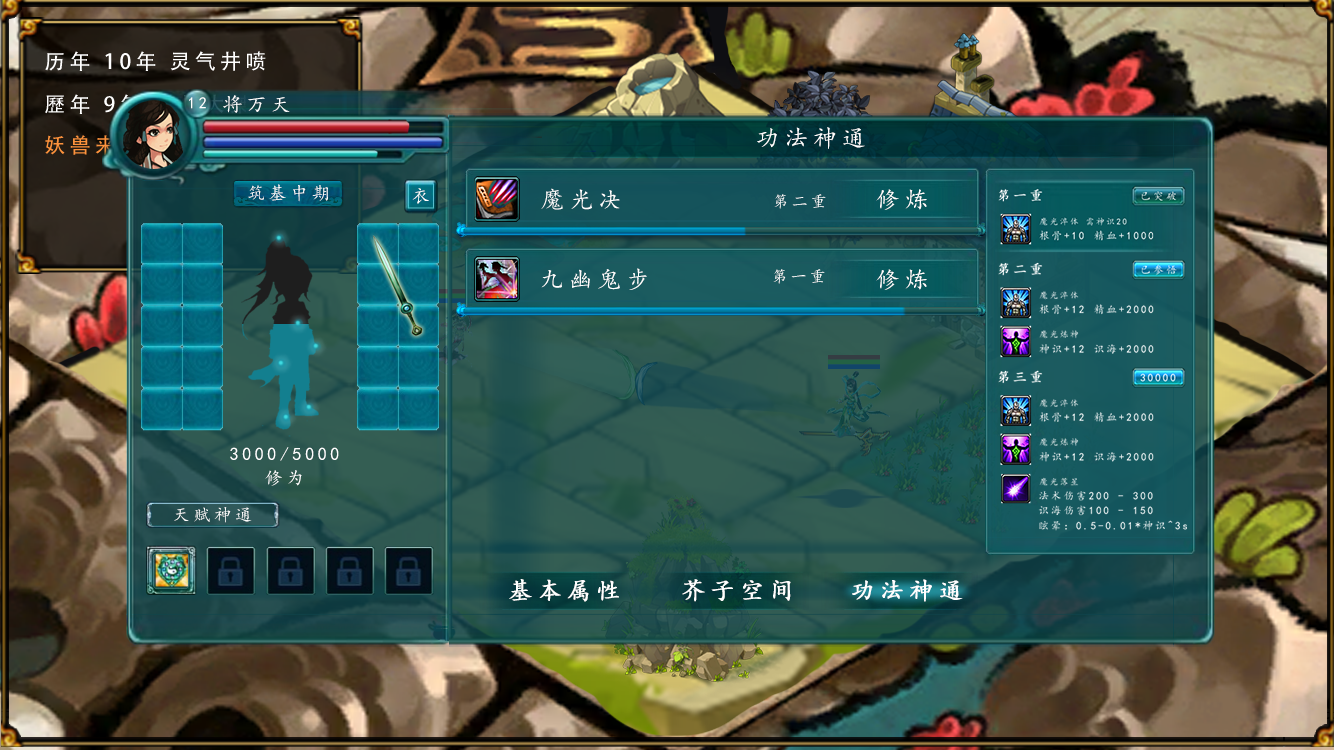 历年 10年 灵气井喷
歷年 9年
妖兽来
12 将万天
筑基中期
衣
3000/5000
修为
天赋神通
功法神通
魔光决 第二重 修炼
九幽鬼步 第一重 修炼
基本属性 芥子空间 功法神通
第一重 已突破
魔光淬体 需神识20
根骨+10 精血+1000
第二重 已参悟
魔光淬体
根骨+12 精血+2000
魔光炼神
神识+12 识海+2000
第三重 30000
魔光淬体
根骨+12 精血+2000
魔光炼神
神识+12 识海+2000
魔光落星
法术伤害200 - 300
识海伤害100 - 150
眩晕：0.5-0.01*神识^3s